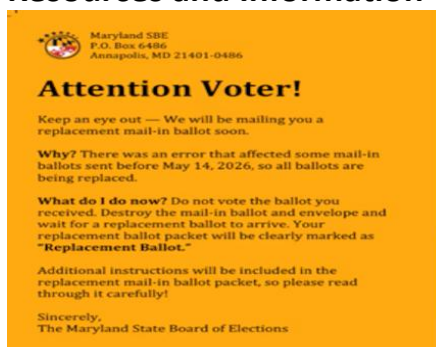 Maryland SBE
P.O. Box 6486
Annapolis, MD 21401-0486
Attention Voter!
Keep an eye out — We will be mailing you a
replacement mail-in ballot soon.
Why? There was an error that affected some mail-in
ballots sent before May 14, 2026, so all ballots are
being replaced.
What do I do now? Do not vote the ballot you
received. Destroy the mail-in ballot and envelope and
wait for a replacement ballot to arrive. Your
replacement ballot packet will be clearly marked as
"Replacement Ballot."
Additional instructions will be included in the
replacement mail-in ballot packet, so please read
through it carefully!
Sincerely,
The Maryland State Board of Elections